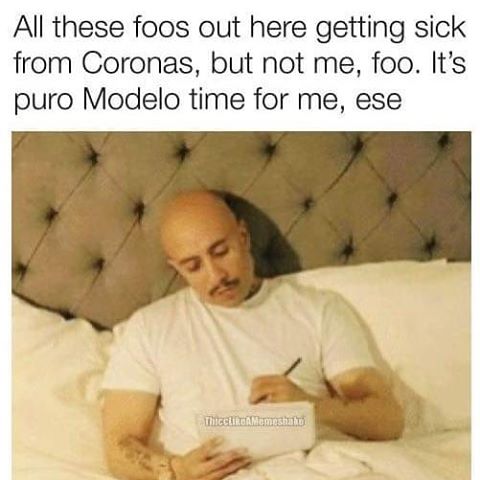 All these foos out here getting sick
from Coronas, but not me, foo. It's
puro Modelo time for me, ese
ThiccLikeAMemeshake